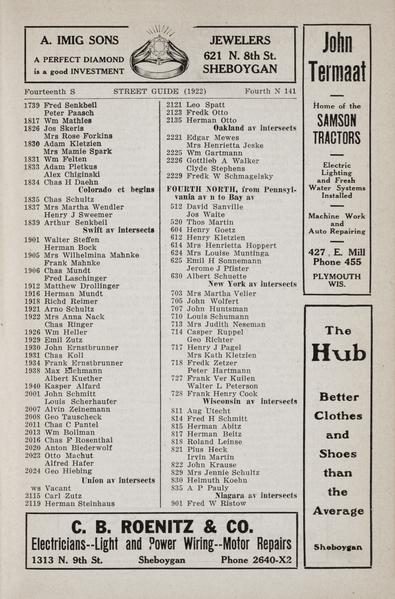 A. IMIG SONS
A PERFECT DIAMOND
is a good INVESTMENT
JEWELERS
621 N. 8th St.
SHEBOYGAN
Fourteenth S STREET GUIDE (1922) Fourth N 141
1739 Fred Senkbeil
Peter Paasch
1817 Wm Mathies
1826 Jos Skeris
Mrs Rose Forkins
1830 Adam Kletzien
Mrs Mamie Spark
1831 Wm Felten
1833 Adam Pietkus
Alex Chiginski
1834 Chas H Daehn
Colorado ct begins
1835 Chas Schultz
1837 Mrs Martha Wendler
Henry J Sweemer
1839 Arthur Senkbeil
Swift av intersects
1901 Walter Steffen
Herman Bock
1905 Mrs Wilhelmina Mahnke
Frank Mahnke
1906 Chas Mundt
Fred Laschinger
1912 Matthew Drollinger
1916 Herman Mundt
1918 Richd Reimer
1921 Arno Schultz
1922 Mrs Anna Nack
Chas Ringer
1926 Wm Heller
1929 Emil Zutz
1930 John Ernstbrunner
1931 Chas Koll
1934 Frank Ernstbrunner
1938 Max Eichmann
Albert Kuether
1940 Kasper Alfard
2001 John Schmitt
Louis Scherhaufer
2007 Alvin Zeinemann
2008 Geo Tauscheck
2011 Chas C Pantel
2013 Wm Bollman
2016 Chas F Rosenthal
2020 Anton Biederwolf
2023 Otto Machut
Alfred Hafer
2024 Geo Hiebing
Union av intersects
ws Vacant
2115 Carl Zutz
2119 Herman Steinhaus
2121 Leo Spatt
2123 Fredk Otto
2135 Herman Otto
Oakland av intersects
2221 Edgar Mewes
Mrs Henrietta Jeske
2225 Wm Gartmann
2226 Gottlieb A Walker
Clyde Stephens
2229 Fredk W Schmagelsky
FOURTH NORTH, from Pennsyl-
vania av n to Bay av
512 David Sanville
Jos Waite
520 Thos Martin
604 Henry Goetz
612 Henry Kletzien
614 Mrs Henrietta Hoppert
624 Mrs Louise Muntinga
625 Emil H Sonnemann
Jerome J Pfister
630 Albert Schuette
New York av intersects
703 Mrs Martha Velier
705 John Wolfert
707 John Huntsman
710 Louis Schumann
713 Mrs Judith Neseman
714 Casper Ruppel
Geo Richter
717 Henry J Pagel
Mrs Kath Kletzien
718 Fredk Zetzer
Peter Hartmann
727 Frank Ver Kuilen
Walter L Peterson
728 Frank Henry Cook
Wisconsin av intersects
811 Aug Utecht
814 Fred H Schmitt
815 Herman Abitz
817 Herman Beitz
818 Roland Leinse
821 Pius Heck
Irvin Martin
822 John Krause
829 Mrs Jennie Schultz
830 Helmuth Koehn
835 A P Pauly
Niagara av intersects
901 Fred W Ristow
John
Termaat
Home of the
SAMSON
TRACTORS
Electric
Lighting
and Fresh
Water Systems
Installed
Machine Work
and
Auto Repairing
427 E. Mill
Phone 455
PLYMOUTH
WIS.
The
Hub
Better
Clothes
and
Shoes
than
the
Average
Sheboygan
C. B. ROENITZ & CO.
Electricians--Light and Power Wiring--Motor Repairs
1313 N. 9th St. Sheboygan Phone 2640-X2